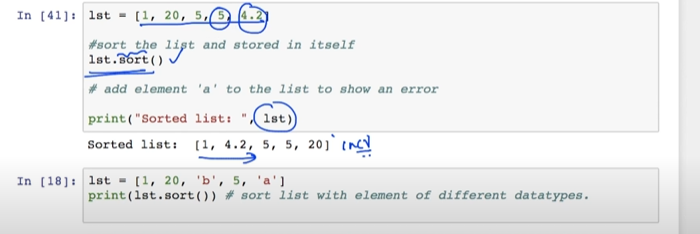 In [41]: lst = [1, 20, 5, 5, 4.2]
#sort the list and stored in itself
lst.sort()
# add element 'a' to the list to show an error
print("Sorted list: ", lst)
Sorted list:  [1, 4.2, 5, 5, 20] incr
In [18]: lst = [1, 20, 'b', 5, 'a']
print(lst.sort()) # sort list with element of different datatypes.